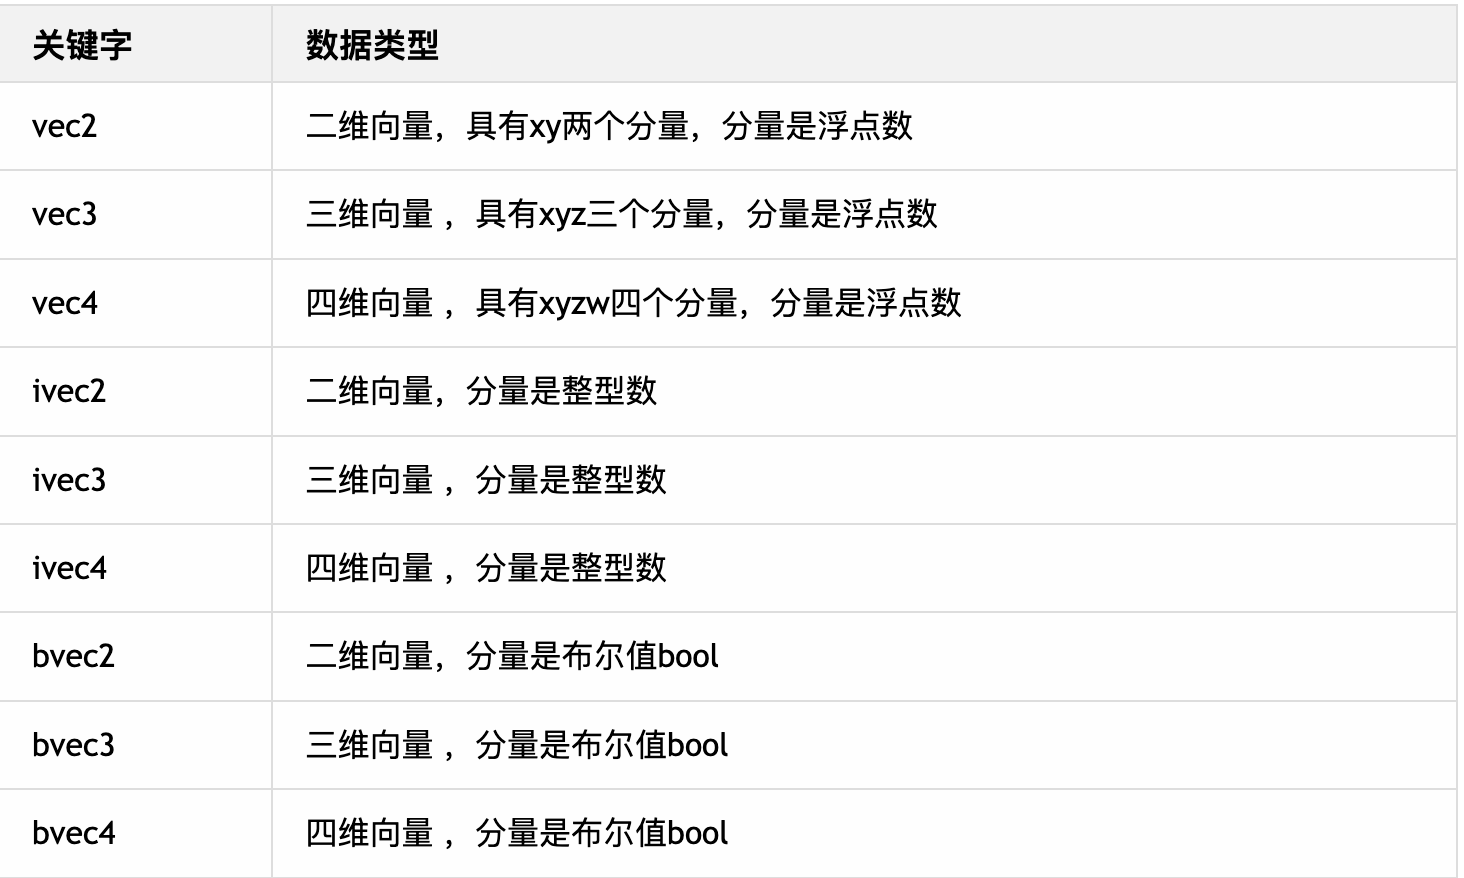 关键字 数据类型
vec2 二维向量，具有xy两个分量，分量是浮点数
vec3 三维向量 ，具有xyz三个分量，分量是浮点数
vec4 四维向量 ，具有xyzw四个分量，分量是浮点数
ivec2 二维向量，分量是整型数
ivec3 三维向量 ，分量是整型数
ivec4 四维向量 ，分量是整型数
bvec2 二维向量，分量是布尔值bool
bvec3 三维向量 ，分量是布尔值bool
bvec4 四维向量 ，分量是布尔值bool